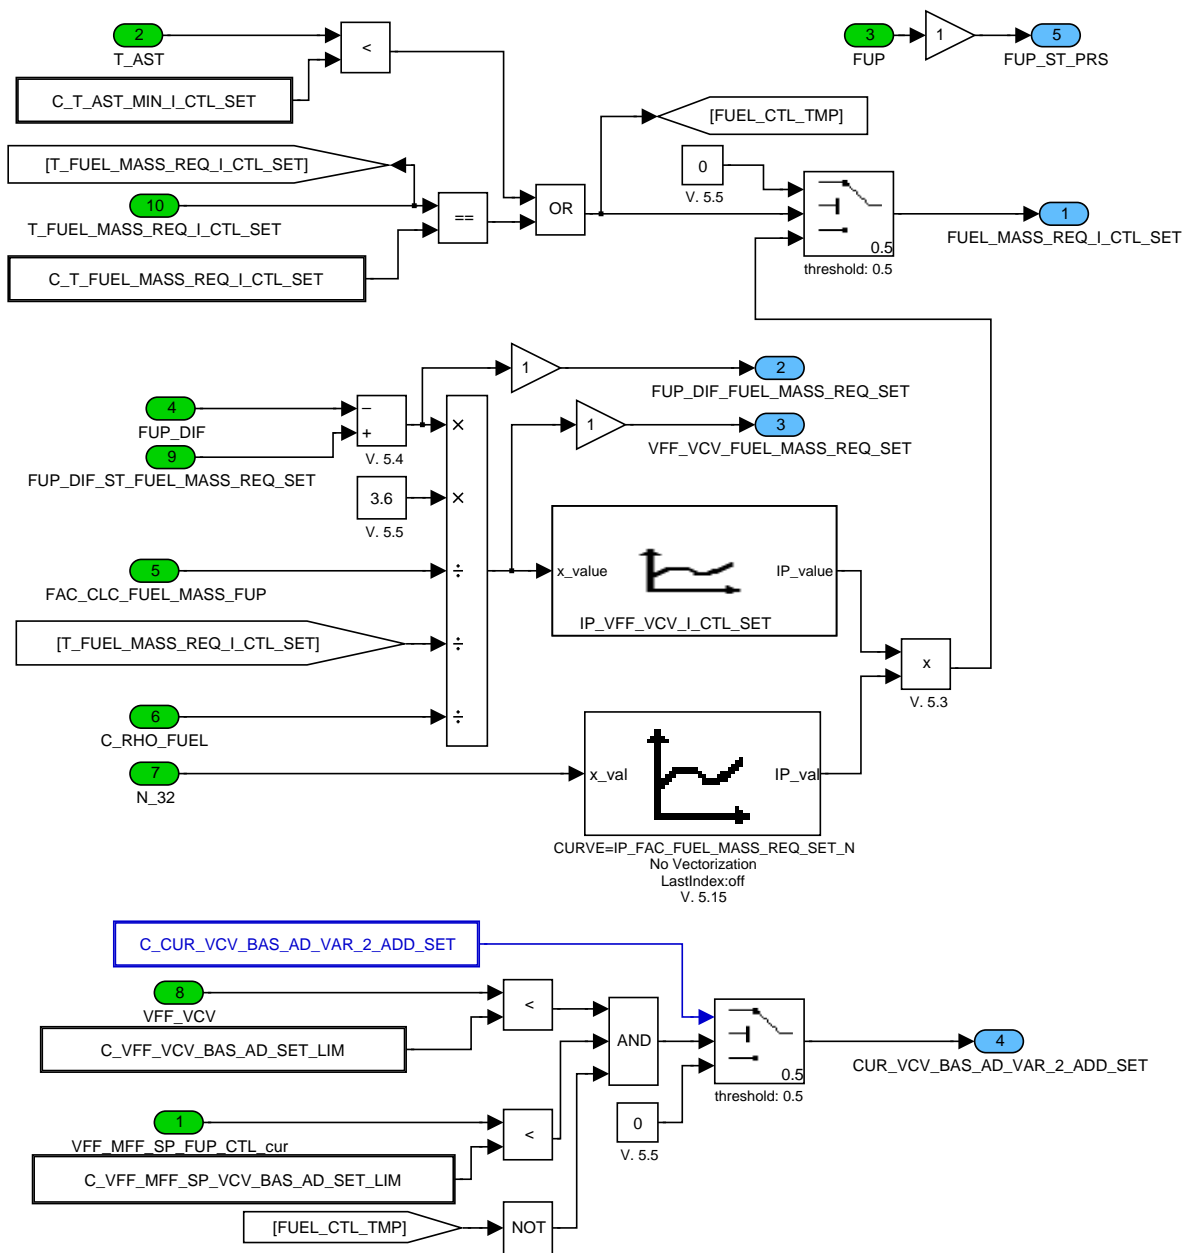 2
T_AST
<
C_T_AST_MIN_I_CTL_SET
3
FUP
1
5
FUP_ST_PRS
[FUEL_CTL_TMP]
[T_FUEL_MASS_REQ_I_CTL_SET]
10
T_FUEL_MASS_REQ_I_CTL_SET
==
OR
0
V. 5.5
0.5
threshold: 0.5
1
FUEL_MASS_REQ_I_CTL_SET
C_T_FUEL_MASS_REQ_I_CTL_SET
1
2
FUP_DIF_FUEL_MASS_REQ_SET
4
FUP_DIF
−
+
V. 5.4
×
1
3
VFF_VCV_FUEL_MASS_REQ_SET
9
FUP_DIF_ST_FUEL_MASS_REQ_SET
3.6
V. 5.5
×
5
FAC_CLC_FUEL_MASS_FUP
÷
x_value
IP_value
IP_VFF_VCV_I_CTL_SET
[T_FUEL_MASS_REQ_I_CTL_SET]
÷
x
V. 5.3
6
C_RHO_FUEL
÷
7
N_32
x_val
IP_val
CURVE=IP_FAC_FUEL_MASS_REQ_SET_N
No Vectorization
LastIndex:off
V. 5.15
C_CUR_VCV_BAS_AD_VAR_2_ADD_SET
8
VFF_VCV
<
C_VFF_VCV_BAS_AD_SET_LIM
AND
0.5
threshold: 0.5
4
CUR_VCV_BAS_AD_VAR_2_ADD_SET
1
VFF_MFF_SP_FUP_CTL_cur
<
0
V. 5.5
C_VFF_MFF_SP_VCV_BAS_AD_SET_LIM
[FUEL_CTL_TMP]
NOT